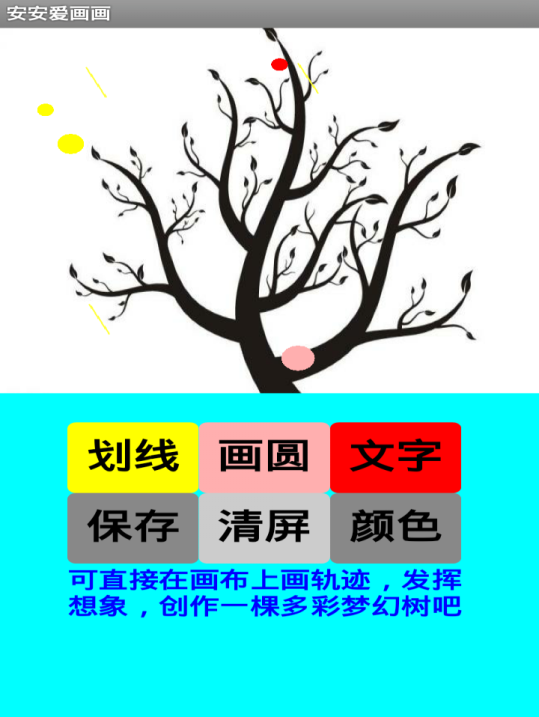 安安爱画画
划线 画圆 文字
保存 清屏 颜色
可直接在画布上画轨迹，发挥
想象，创作一棵多彩梦幻树吧